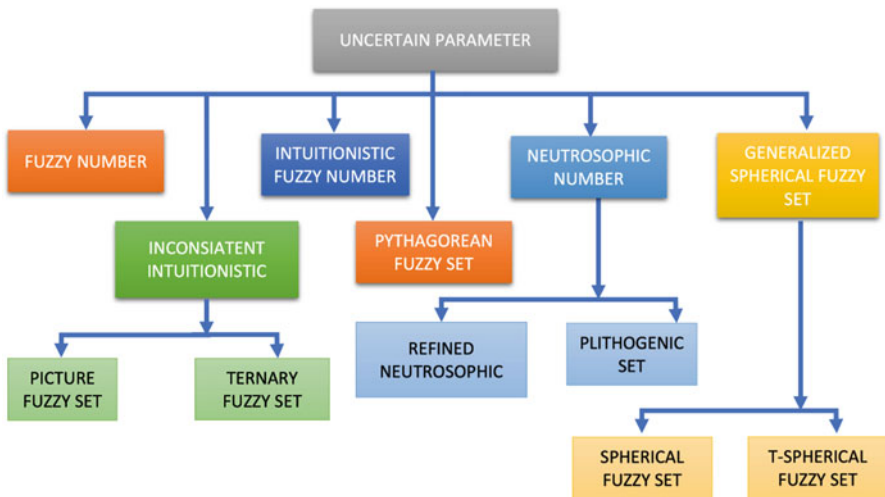 UNCERTAIN PARAMETER
FUZZY NUMBER
INTUITIONISTIC
FUZZY NUMBER
NEUTROSOPHIC
NUMBER
GENERALIZED
SPHERICAL FUZZY
SET
INCONSIATENT
INTUITIONISTIC
PYTHAGOREAN
FUZZY SET
PICTURE
FUZZY SET
TERNARY
FUZZY SET
REFINED
NEUTROSOPHIC
PLITHOGENIC
SET
SPHERICAL
FUZZY SET
T-SPHERICAL
FUZZY SET